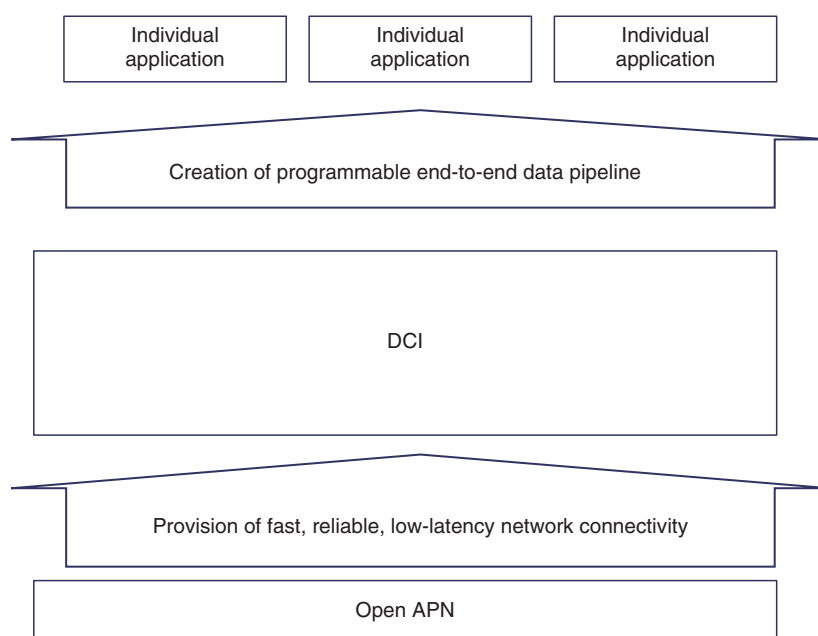 Individual
application
Individual
application
Individual
application
Creation of programmable end-to-end data pipeline
DCI
Provision of fast, reliable, low-latency network connectivity
Open APN